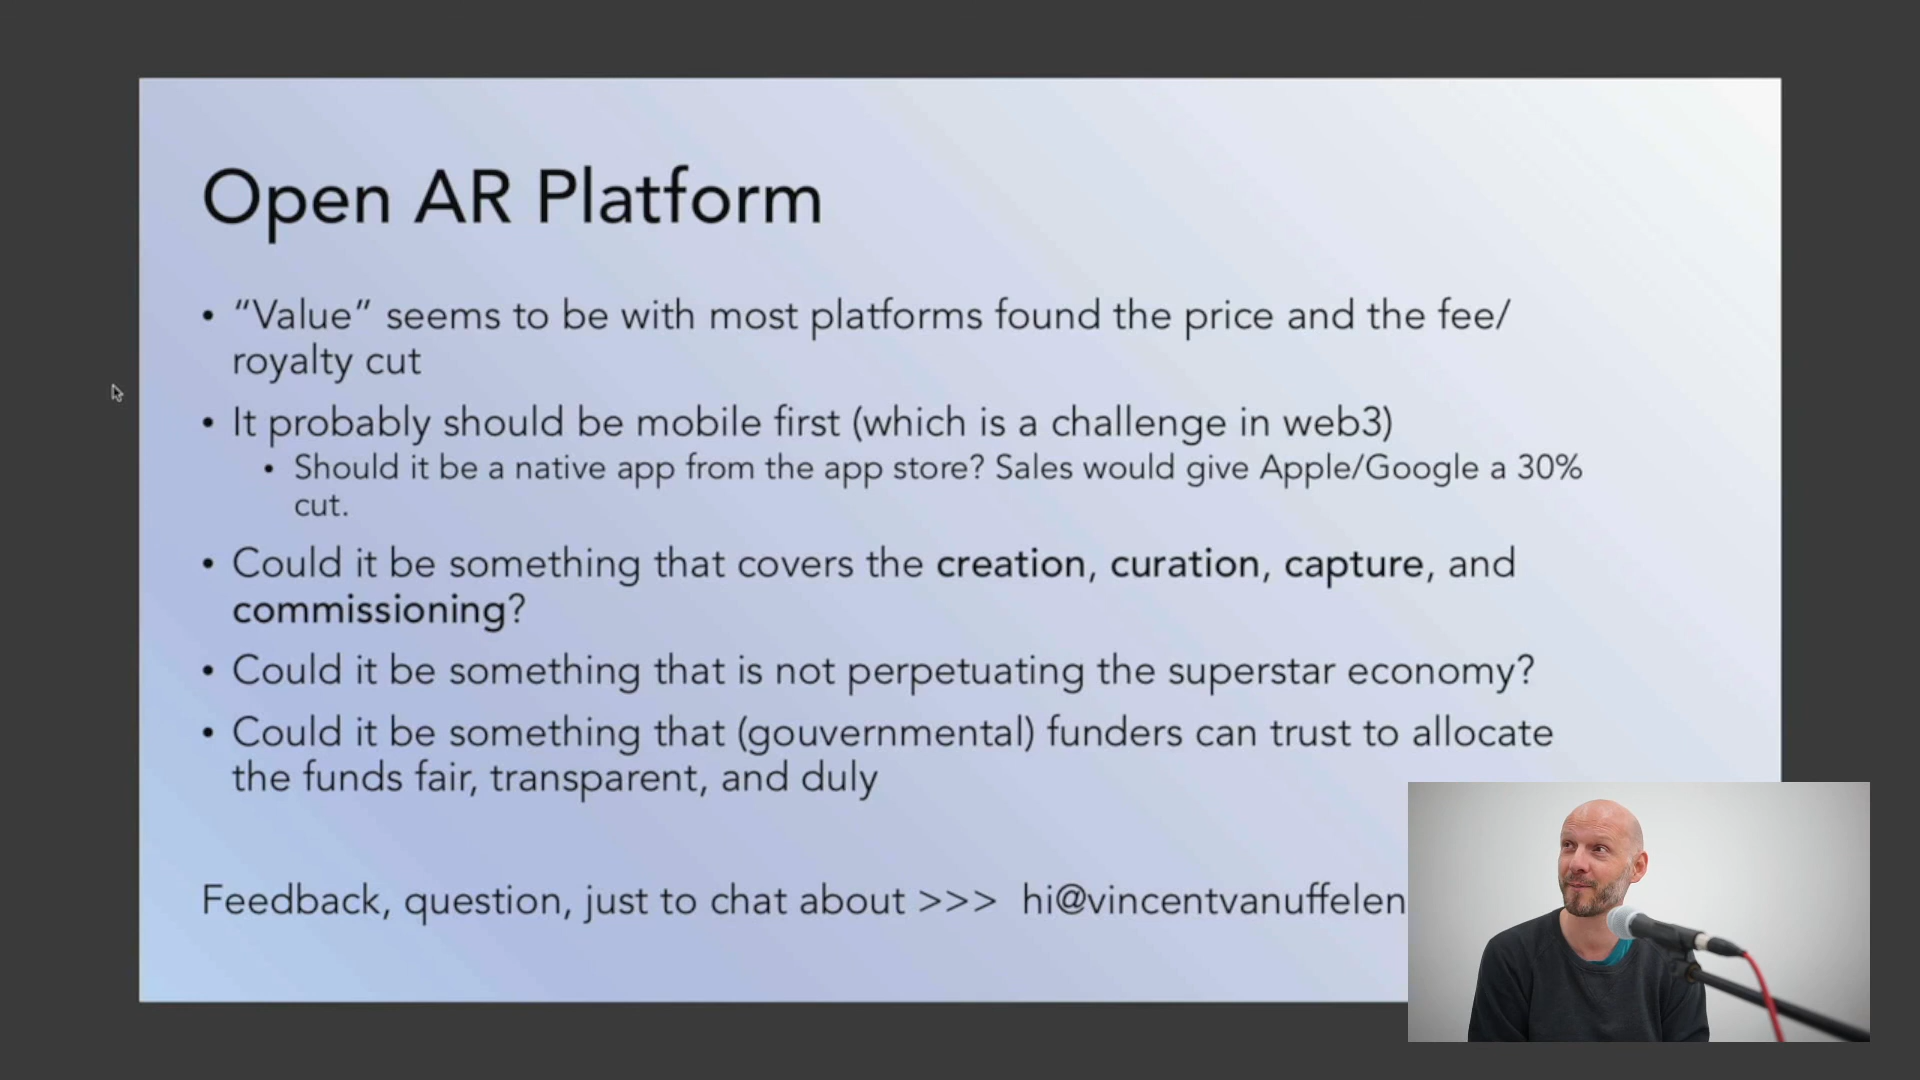 Open AR Platform
• “Value” seems to be with most platforms found the price and the fee/
royalty cut
• It probably should be mobile first (which is a challenge in web3)
• Should it be a native app from the app store? Sales would give Apple/Google a 30%
cut.
• Could it be something that covers the creation, curation, capture, and
commissioning?
• Could it be something that is not perpetuating the superstar economy?
• Could it be something that (gouvernmental) funders can trust to allocate
the funds fair, transparent, and duly
Feedback, question, just to chat about >>> hi@vincentvanuffelen